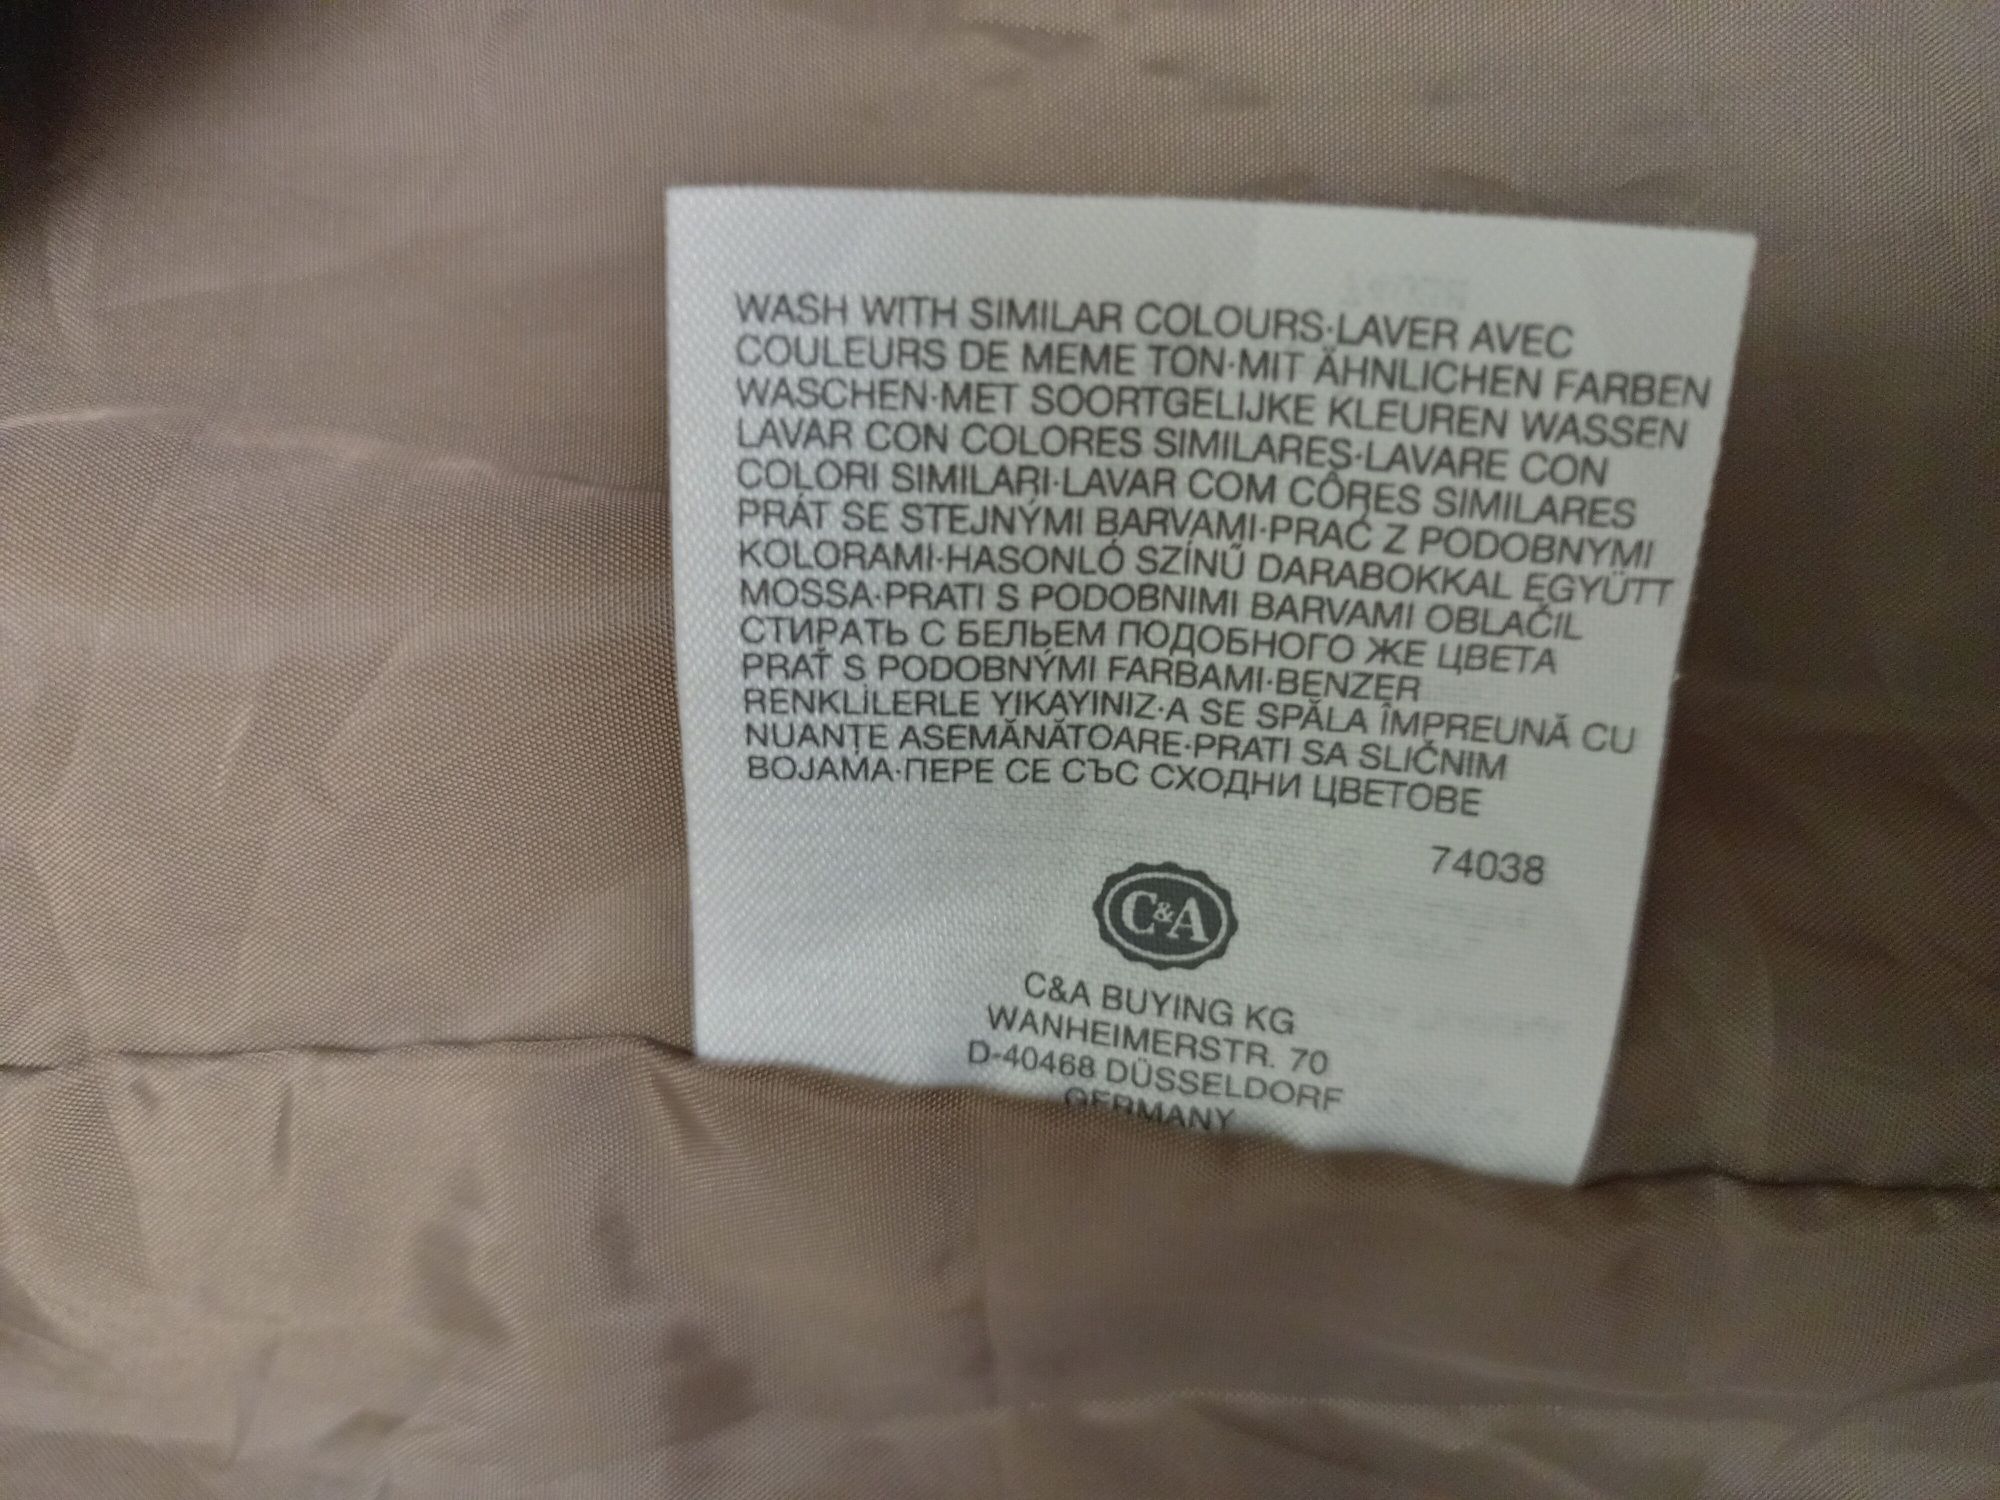 WASH WITH SIMILAR COLOURS·LAVER AVEC
COULEURS DE MEME TON·MIT ÄHNLICHEN FARBEN
WASCHEN·MET SOORTGELIJKE KLEUREN WASSEN
LAVAR CON COLORES SIMILARES·LAVARE CON
COLORI SIMILARI·LAVAR COM CÔRES SIMILARES
PRÁT SE STEJNÝMI BARVAMI·PRAĆ Z PODOBNYMI
KOLORAMI·HASONLÓ SZÍNŰ DARABOKKAL EGYÜTT
MOSSA·PRATI S PODOBNIMI BARVAMI OBLAČIL
СТИРАТЬ С БЕЛЬЕМ ПОДОБНОГО ЖЕ ЦВЕТА
PRAŤ S PODOBNÝMI FARBAMI·BENZER
RENKLİLERLE YIKAYINIZ·A SE SPĂLA ÎMPREUNĂ CU
NUANȚE ASEMĂNĂTOARE·PRATI SA SLIČNIM
BOJAMA·ПЕРЕ СЕ СЪС СХОДНИ ЦВЕТОВЕ
74038
C&A
C&A BUYING KG
WANHEIMERSTR. 70
D-40468 DÜSSELDORF
GERMANY